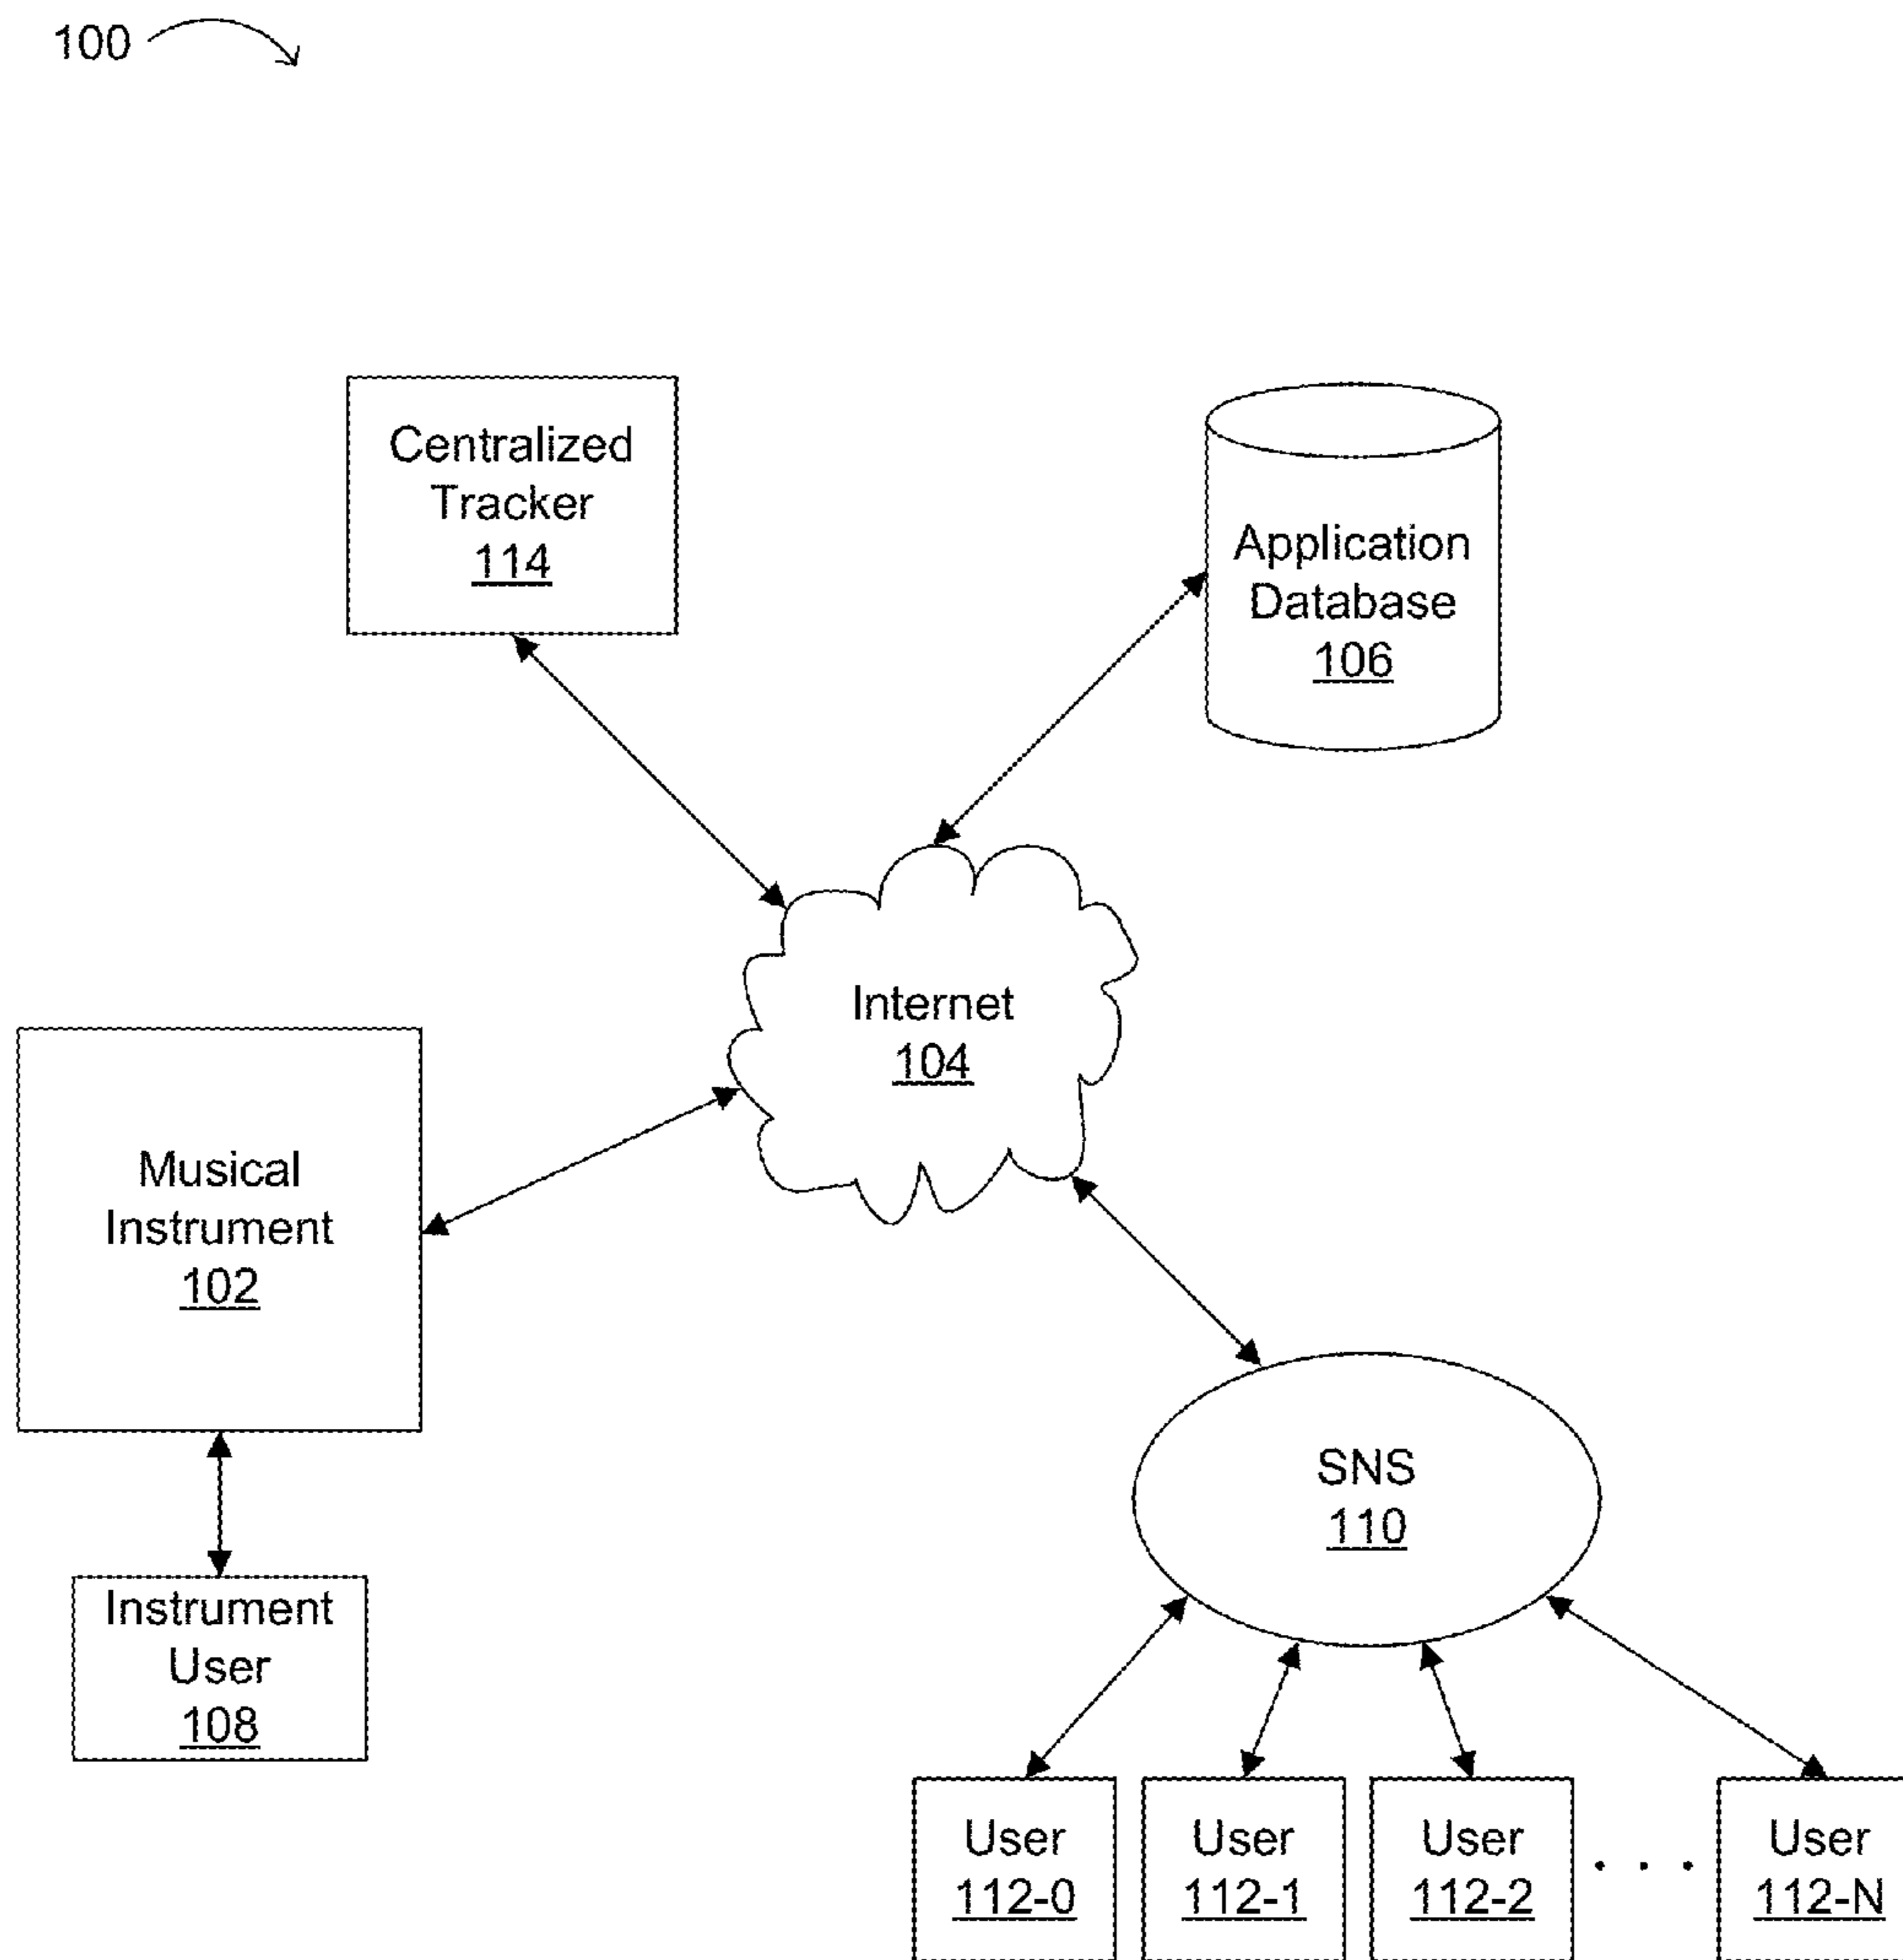 100
Centralized
Tracker
114
Application
Database
106
Internet
104
Musical
Instrument
102
SNS
110
Instrument
User
108
User
112-0
User
112-1
User
112-2
. . .
User
112-N